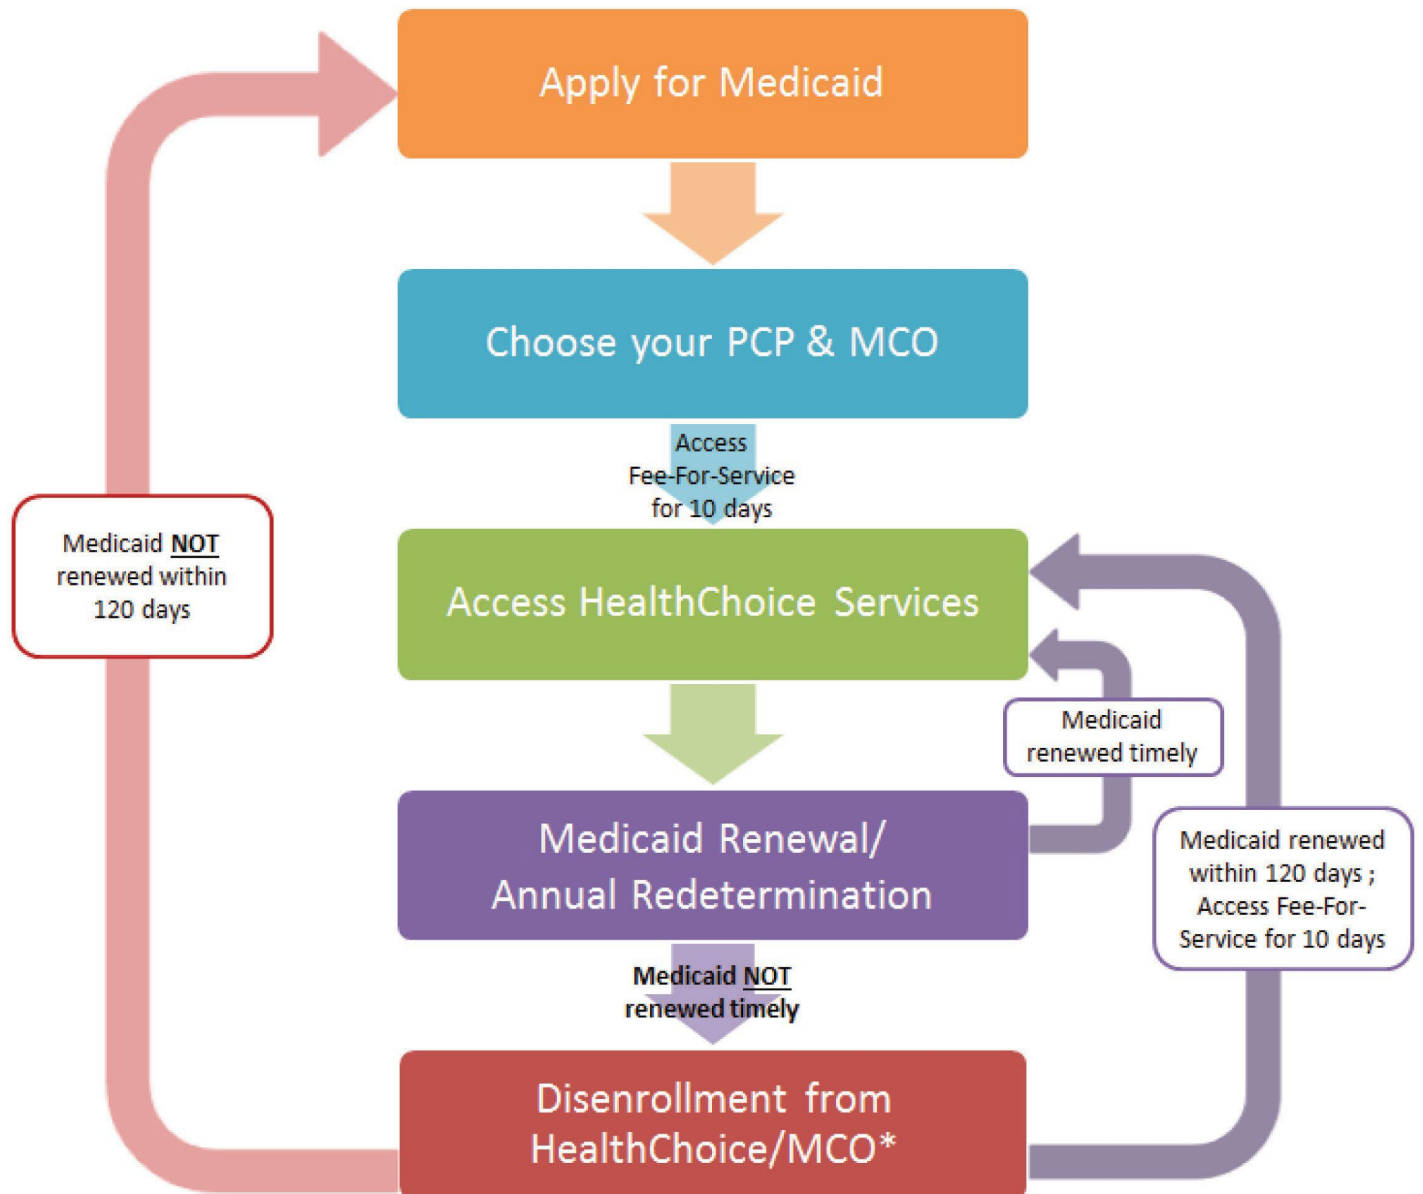 Apply for Medicaid
Choose your PCP & MCO
Access
Fee-For-Service
for 10 days
Medicaid NOT
renewed within
120 days
Access HealthChoice Services
Medicaid
renewed timely
Medicaid Renewal/
Annual Redetermination
Medicaid renewed
within 120 days ;
Access Fee-For-
Service for 10 days
Medicaid NOT
renewed timely
Disenrollment from
HealthChoice/MCO*